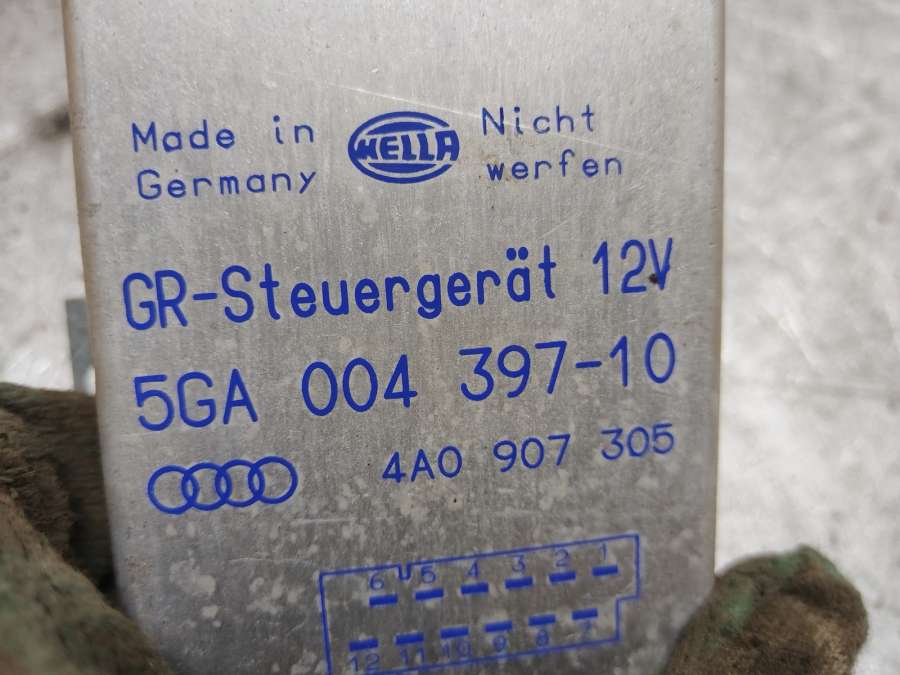 Made in
Germany
HELLA
Nicht
werfen
GR-Steuergerät 12V
5GA 004 397-10
4A0 907 305
6 5 4 3 2 1
12 11 10 9 8 7